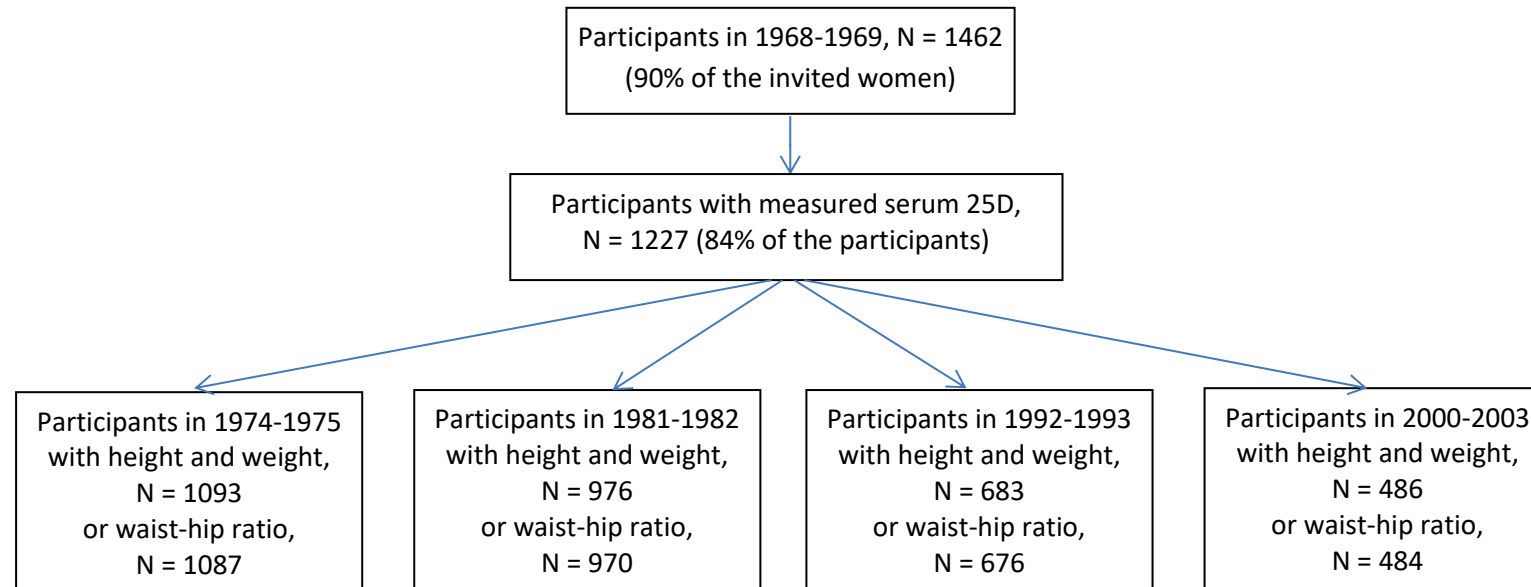 Participants in 1968-1969, N = 1462
(90% of the invited women)
Participants with measured serum 25D,
N = 1227 (84% of the participants)
Participants in 1974-1975
with height and weight,
N = 1093
or waist-hip ratio,
N = 1087
Participants in 1981-1982
with height and weight,
N = 976
or waist-hip ratio,
N = 970
Participants in 1992-1993
with height and weight,
N = 683
or waist-hip ratio,
N = 676
Participants in 2000-2003
with height and weight,
N = 486
or waist-hip ratio,
N = 484